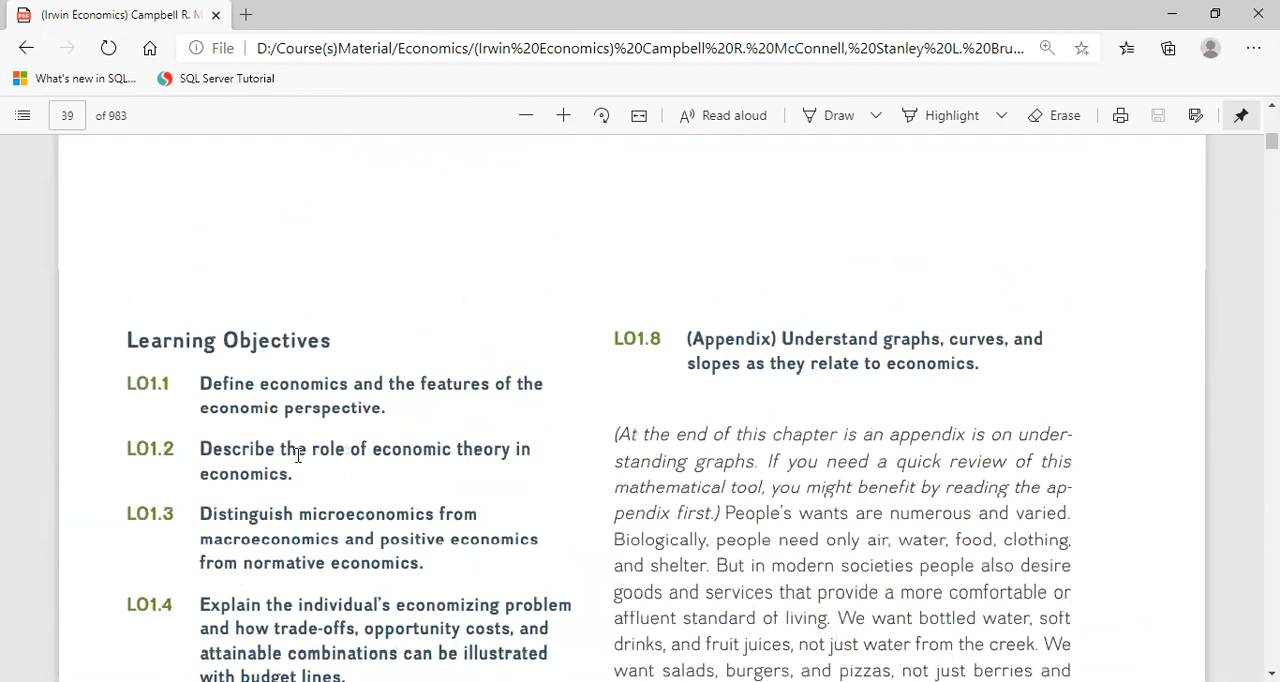 (Irwin Economics) Campbell R. M
File
D:/Course(s)Material/Economics/(Irwin%20Economics)%20Campbell%20R.%20McConnell,%20Stanley%20L.%20Bru...
What's new in SQL...
SQL Server Tutorial
39 of 983
Read aloud
Draw
Highlight
Erase
Learning Objectives
LO1.1 Define economics and the features of the
economic perspective.
LO1.2 Describe the role of economic theory in
economics.
LO1.3 Distinguish microeconomics from
macroeconomics and positive economics
from normative economics.
LO1.4 Explain the individual's economizing problem
and how trade-offs, opportunity costs, and
attainable combinations can be illustrated
with budget lines.
LO1.8 (Appendix) Understand graphs, curves, and
slopes as they relate to economics.
(At the end of this chapter is an appendix is on under-
standing graphs. If you need a quick review of this
mathematical tool, you might benefit by reading the ap-
pendix first.) People's wants are numerous and varied.
Biologically, people need only air, water, food, clothing,
and shelter. But in modern societies people also desire
goods and services that provide a more comfortable or
affluent standard of living. We want bottled water, soft
drinks, and fruit juices, not just water from the creek. We
want salads, burgers, and pizzas, not just berries and